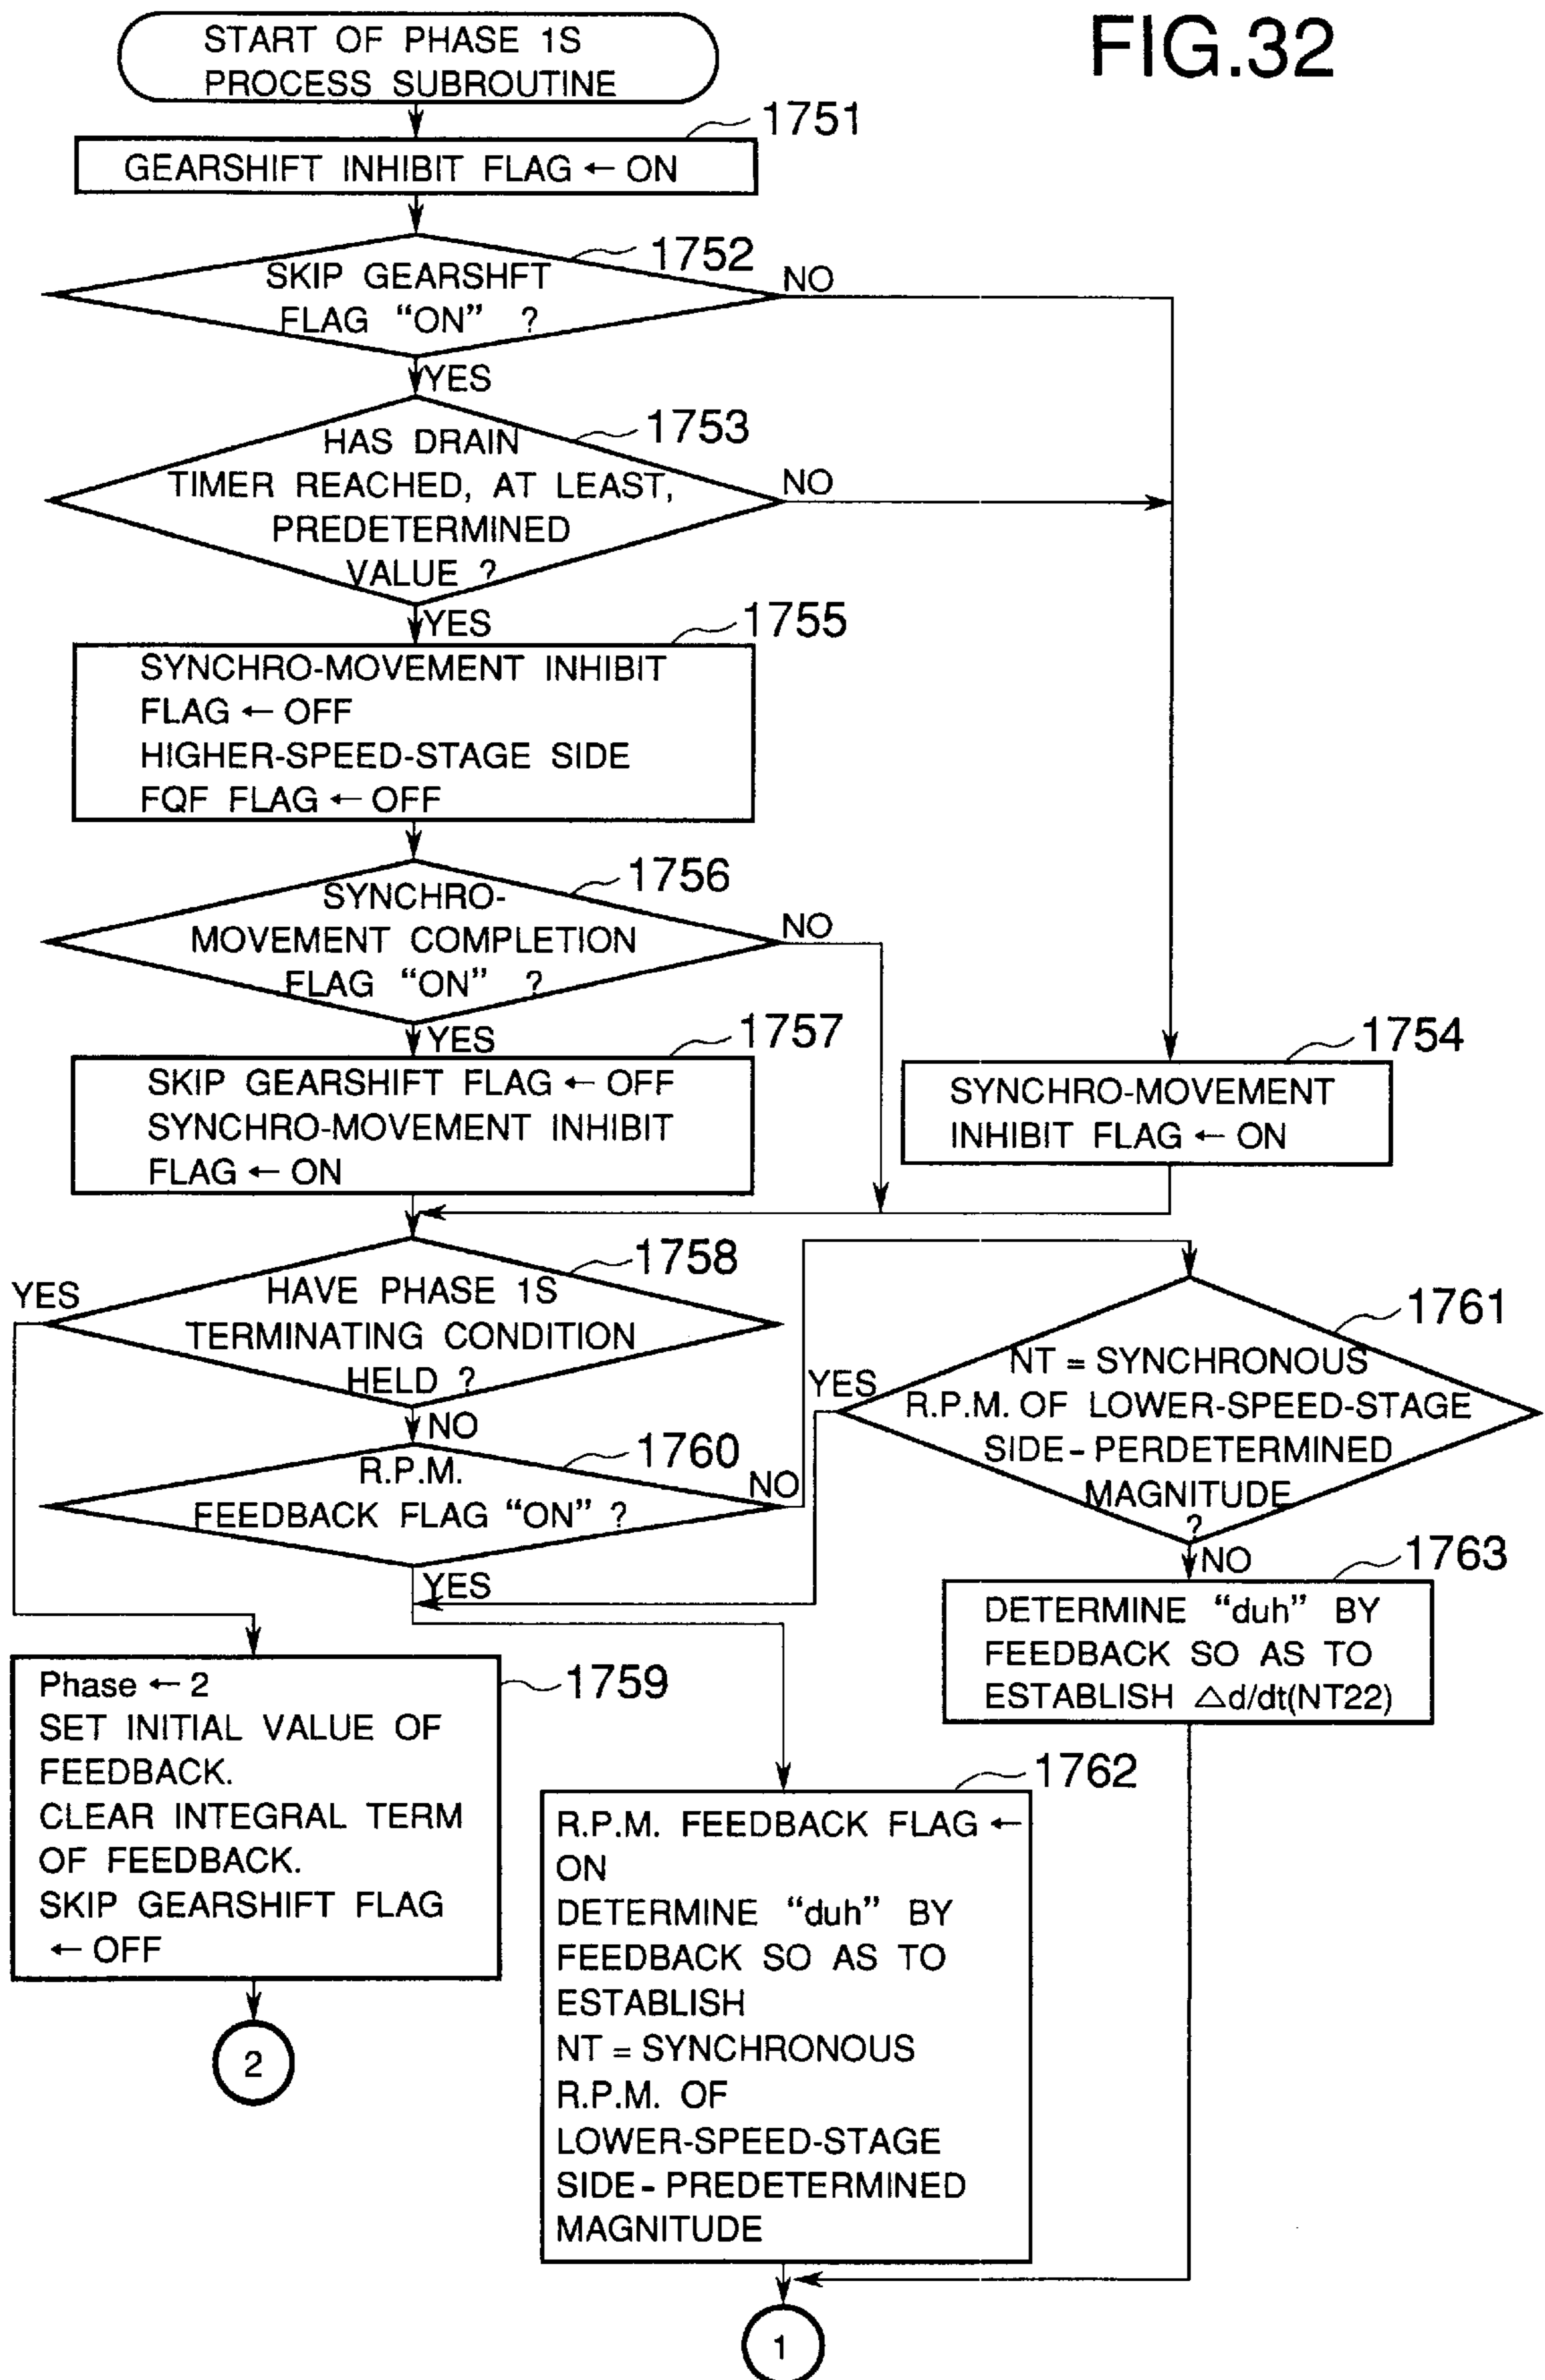 FIG.32
START OF PHASE 1S
PROCESS SUBROUTINE
1751
GEARSHIFT INHIBIT FLAG ← ON
1752
SKIP GEARSHFT
FLAG “ON” ?
NO
YES
1753
HAS DRAIN
TIMER REACHED, AT LEAST,
PREDETERMINED
VALUE ?
NO
YES
1755
SYNCHRO-MOVEMENT INHIBIT
FLAG ← OFF
HIGHER-SPEED-STAGE SIDE
FQF FLAG ← OFF
1756
SYNCHRO-
MOVEMENT COMPLETION
FLAG “ON” ?
NO
YES
1757
SKIP GEARSHIFT FLAG ← OFF
SYNCHRO-MOVEMENT INHIBIT
FLAG ← ON
1754
SYNCHRO-MOVEMENT
INHIBIT FLAG ← ON
1758
HAVE PHASE 1S
TERMINATING CONDITION
HELD ?
YES
NO
1760
R.P.M.
FEEDBACK FLAG “ON” ?
NO
YES
1761
NT = SYNCHRONOUS
R.P.M. OF LOWER-SPEED-STAGE
SIDE - PERDETERMINED
MAGNITUDE
?
YES
NO
1763
DETERMINE “duh” BY
FEEDBACK SO AS TO
ESTABLISH △d/dt(NT22)
1759
Phase ← 2
SET INITIAL VALUE OF
FEEDBACK.
CLEAR INTEGRAL TERM
OF FEEDBACK.
SKIP GEARSHIFT FLAG
← OFF
2
1762
R.P.M. FEEDBACK FLAG ←
ON
DETERMINE “duh” BY
FEEDBACK SO AS TO
ESTABLISH
NT = SYNCHRONOUS
R.P.M. OF
LOWER-SPEED-STAGE
SIDE - PREDETERMINED
MAGNITUDE
1